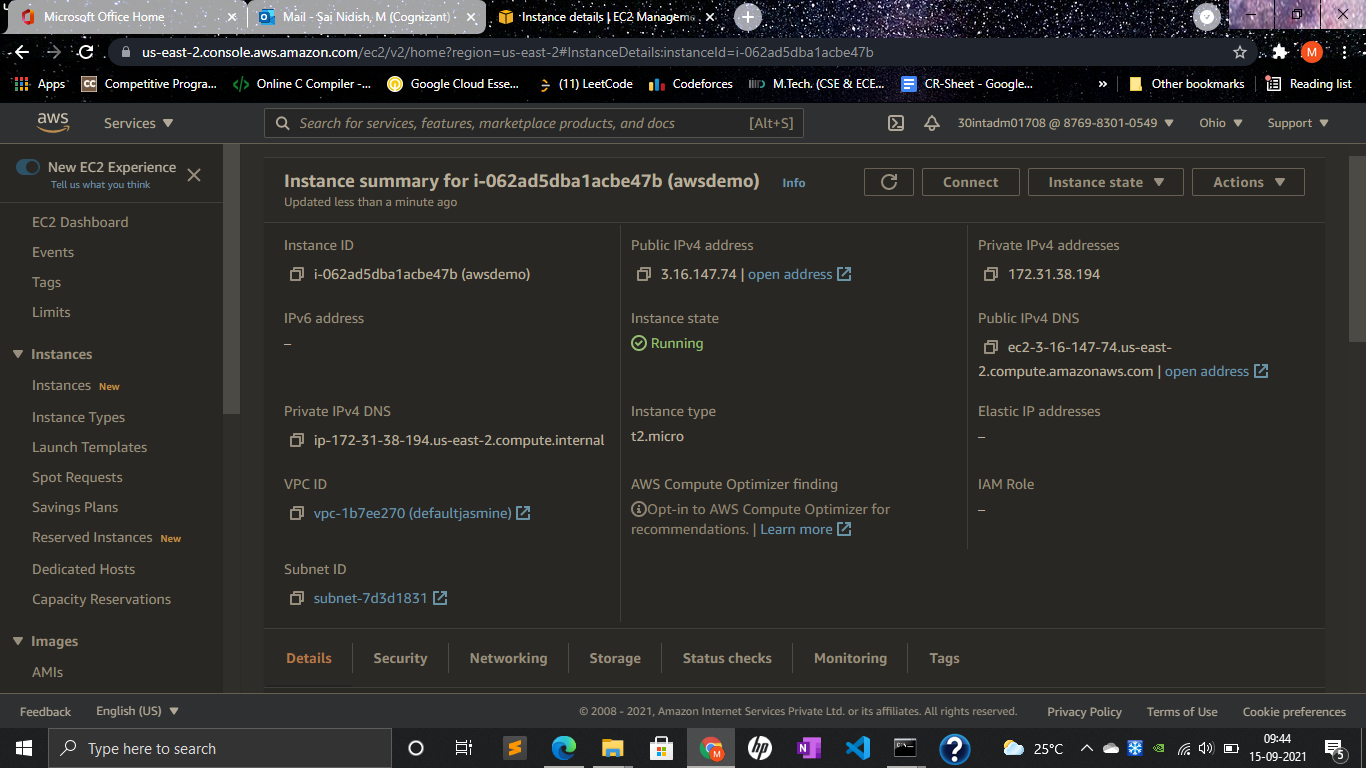 Microsoft Office Home
Mail - Sai Nidish, M (Cognizant) -
Instance details | EC2 Manageme
us-east-2.console.aws.amazon.com/ec2/v2/home?region=us-east-2#InstanceDetails:instanceId=i-062ad5dba1acbe47b
M
Apps
CC Competitive Progra...
Online C Compiler -...
Google Cloud Esse...
(11) LeetCode
Codeforces
M.Tech. (CSE & ECE...
CR-Sheet - Google...
»
Other bookmarks
Reading list
aws
Services
Search for services, features, marketplace products, and docs
[Alt+S]
30intadm01708 @ 8769-8301-0549
Ohio
Support
New EC2 Experience
Tell us what you think
EC2 Dashboard
Events
Tags
Limits
Instances
Instances New
Instance Types
Launch Templates
Spot Requests
Savings Plans
Reserved Instances New
Dedicated Hosts
Capacity Reservations
Images
AMIs
Instance summary for i-062ad5dba1acbe47b (awsdemo)
Info
Updated less than a minute ago
Connect
Instance state
Actions
Instance ID
i-062ad5dba1acbe47b (awsdemo)
Public IPv4 address
3.16.147.74 | open address
Private IPv4 addresses
172.31.38.194
IPv6 address
–
Instance state
Running
Public IPv4 DNS
ec2-3-16-147-74.us-east-
2.compute.amazonaws.com | open address
Private IPv4 DNS
ip-172-31-38-194.us-east-2.compute.internal
Instance type
t2.micro
Elastic IP addresses
–
VPC ID
vpc-1b7ee270 (defaultjasmine)
AWS Compute Optimizer finding
Opt-in to AWS Compute Optimizer for
recommendations. | Learn more
IAM Role
–
Subnet ID
subnet-7d3d1831
Details
Security
Networking
Storage
Status checks
Monitoring
Tags
Feedback
English (US)
© 2008 - 2021, Amazon Internet Services Private Ltd. or its affiliates. All rights reserved.
Privacy Policy
Terms of Use
Cookie preferences
Type here to search
25°C
09:44
15-09-2021
5